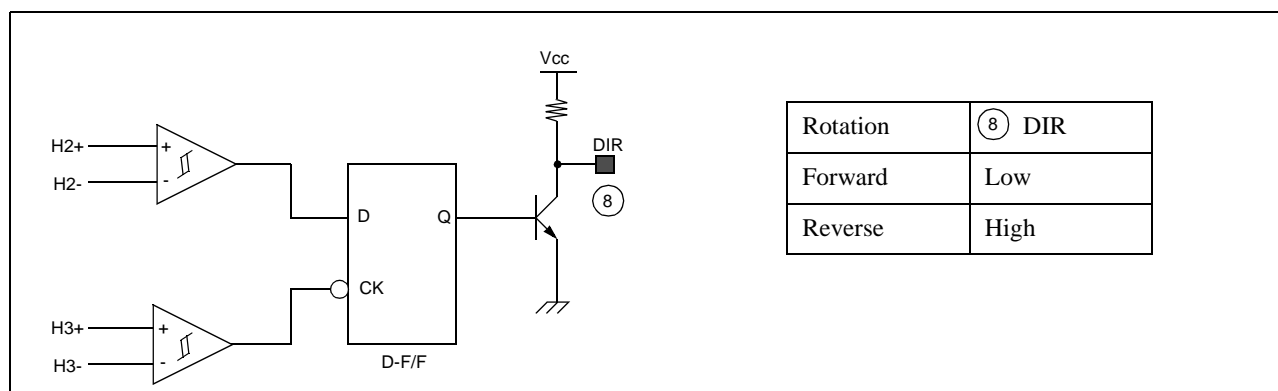 Vcc
H2+
+
H2-
-
DIR
8
D
Q
CK
H3+
+
H3-
-
D-F/F
Rotation 8 DIR
Forward Low
Reverse High